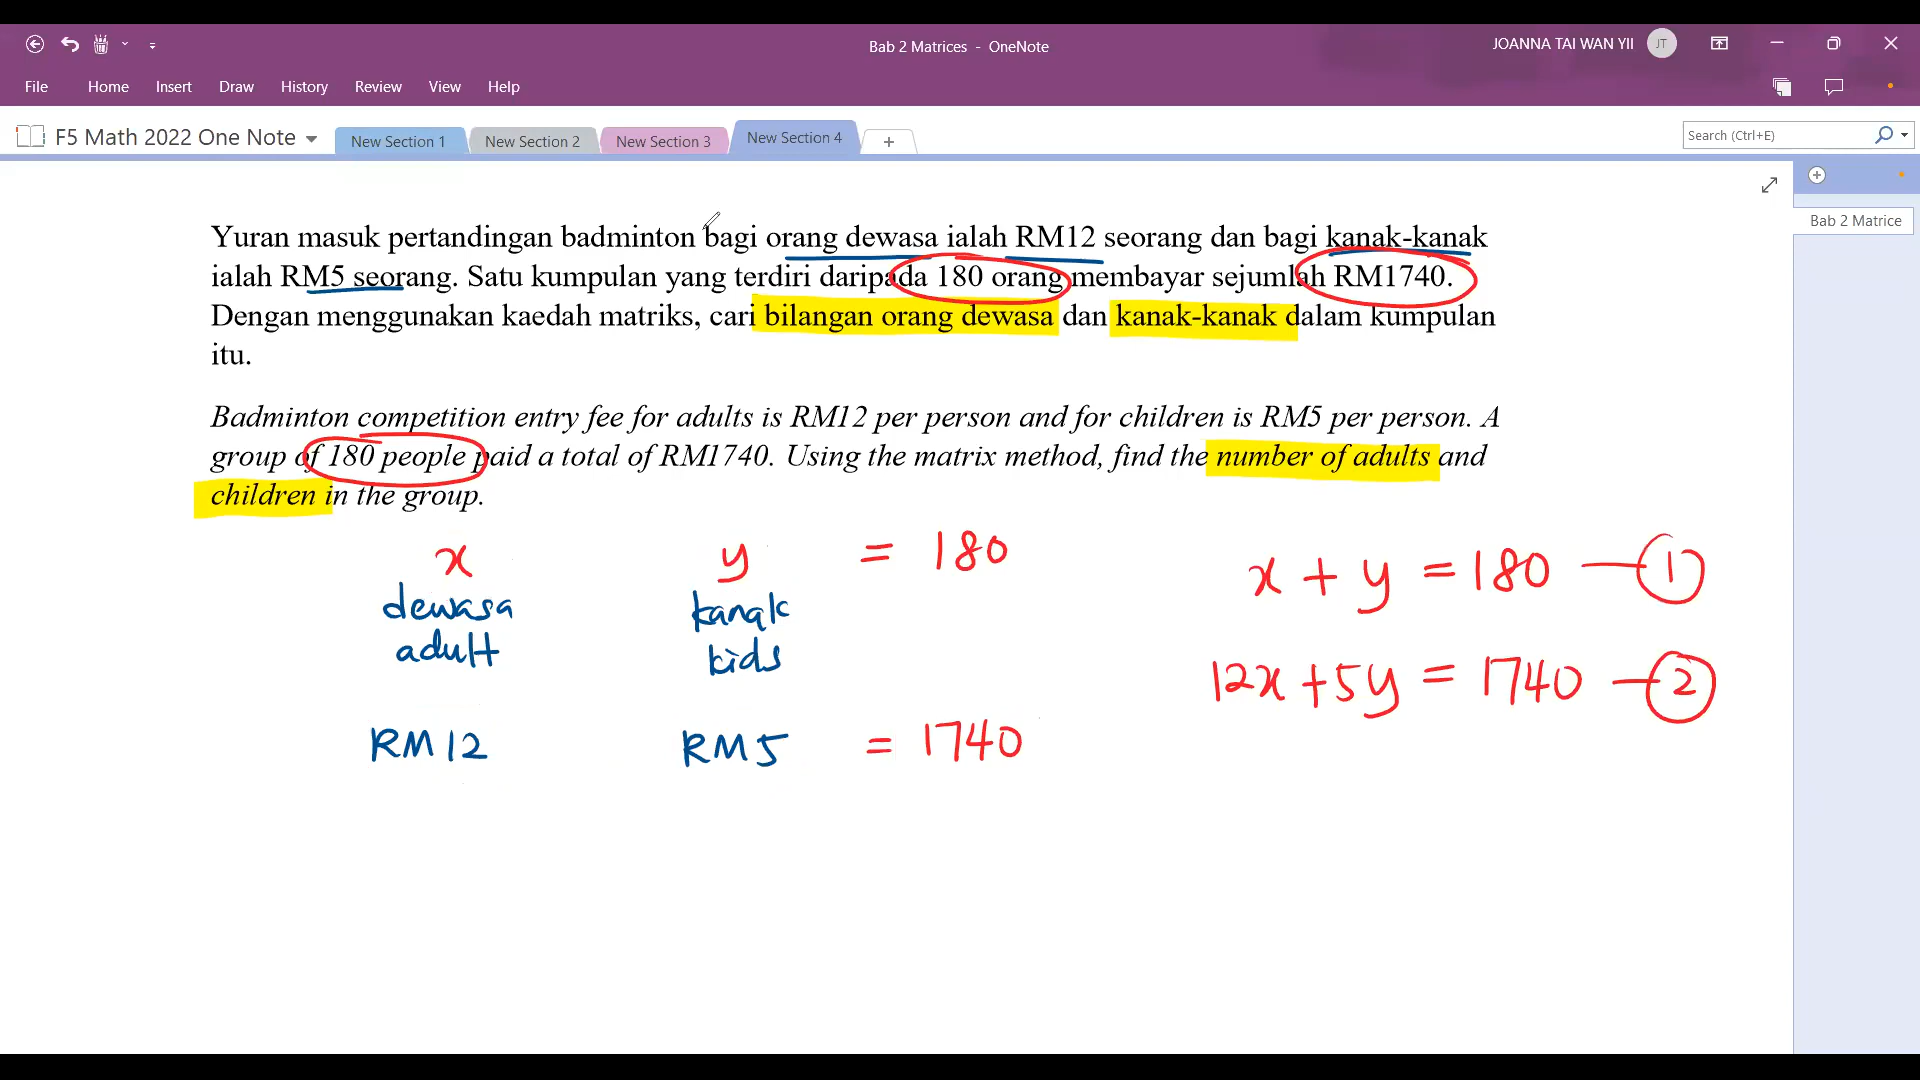 Bab 2 Matrices - OneNote
JOANNA TAI WAN YII JT
File Home Insert Draw History Review View Help
F5 Math 2022 One Note New Section 1 New Section 2 New Section 3 New Section 4 Search (Ctrl+E)
Bab 2 Matrice
Yuran masuk pertandingan badminton bagi orang dewasa ialah RM12 seorang dan bagi kanak-kanak
ialah RM5 seorang. Satu kumpulan yang terdiri daripada 180 orang membayar sejumlah RM1740.
Dengan menggunakan kaedah matriks, cari bilangan orang dewasa dan kanak-kanak dalam kumpulan
itu.
Badminton competition entry fee for adults is RM12 per person and for children is RM5 per person. A
group of 180 people paid a total of RM1740. Using the matrix method, find the number of adults and
children in the group.
x y = 180
dewasa kanak
adult kids
RM12 RM5 = 1740
x + y = 180 — 1
12x + 5y = 1740 — 2